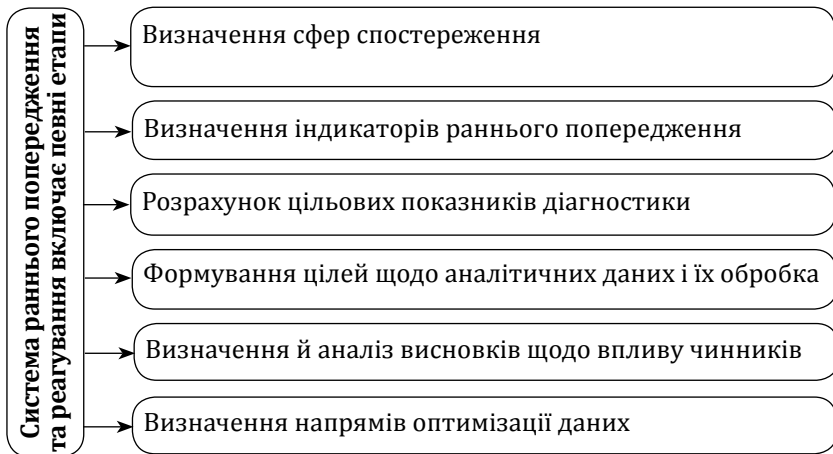 Система раннього попередження
та реагування включає певні етапи
Визначення сфер спостереження
Визначення індикаторів раннього попередження
Розрахунок цільових показників діагностики
Формування цілей щодо аналітичних даних і їх обробка
Визначення й аналіз висновків щодо впливу чинників
Визначення напрямів оптимізації даних